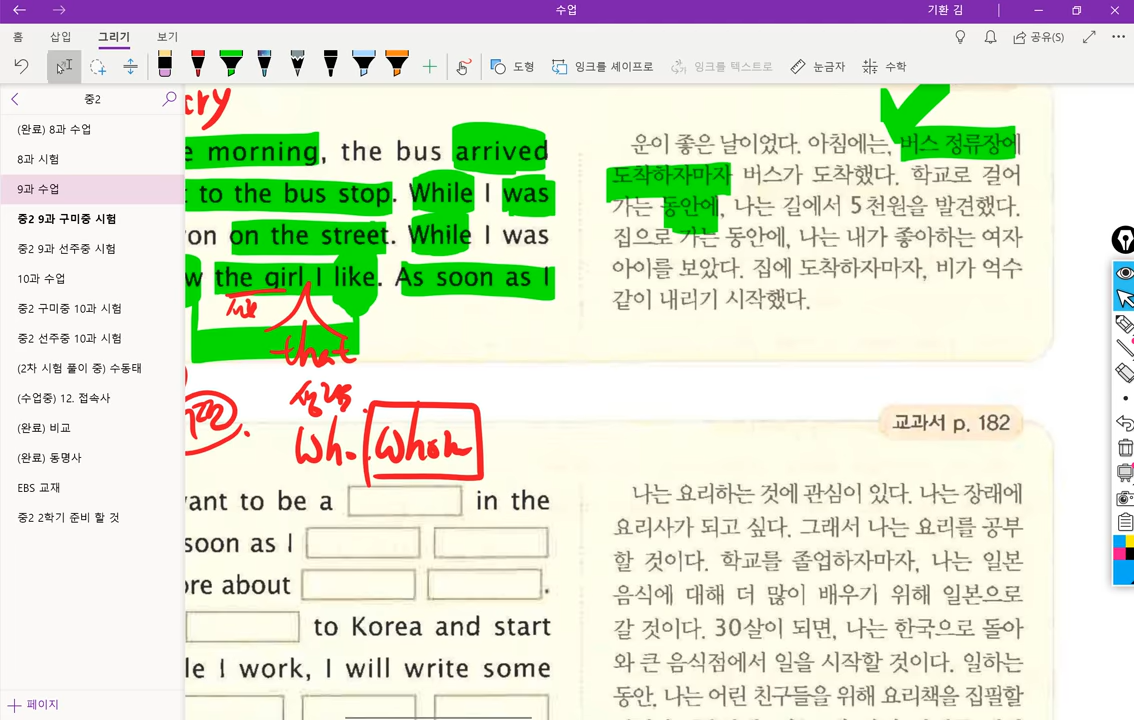 수업
기환 김
홈
삽입
그리기
보기
공유(S)
도형
잉크를 셰이프로
잉크를 텍스트로
눈금자
수학
중2
(완료) 8과 수업
8과 시험
9과 수업
중2 9과 구미중 시험
중2 9과 선주중 시험
10과 수업
중2 구미중 10과 시험
중2 선주중 10과 시험
(2차 시험 풀이 중) 수동태
(수업중) 12. 접속사
(완료) 비교
(완료) 동명사
EBS 교재
중2 2학기 준비 할 것
페이지
cry
e morning, the bus arrived
t to the bus stop. While I was
on on the street. While I was
w the girl I like. As soon as I
that
생략
who
whom
ant to be a in the
soon as I
re about .
to Korea and start
le I work, I will write some
운이 좋은 날이었다. 아침에는, 버스 정류장에
도착하자마자 버스가 도착했다. 학교로 걸어
가는 동안에, 나는 길에서 5천원을 발견했다.
집으로 가는 동안에, 나는 내가 좋아하는 여자
아이를 보았다. 집에 도착하자마자, 비가 억수
같이 내리기 시작했다.
교과서 p. 182
나는 요리하는 것에 관심이 있다. 나는 장래에
요리사가 되고 싶다. 그래서 나는 요리를 공부
할 것이다. 학교를 졸업하자마자, 나는 일본
음식에 대해 더 많이 배우기 위해 일본으로
갈 것이다. 30살이 되면, 나는 한국으로 돌아
와 큰 음식점에서 일을 시작할 것이다. 일하는
동안, 나는 어린 친구들을 위해 요리책을 집필할